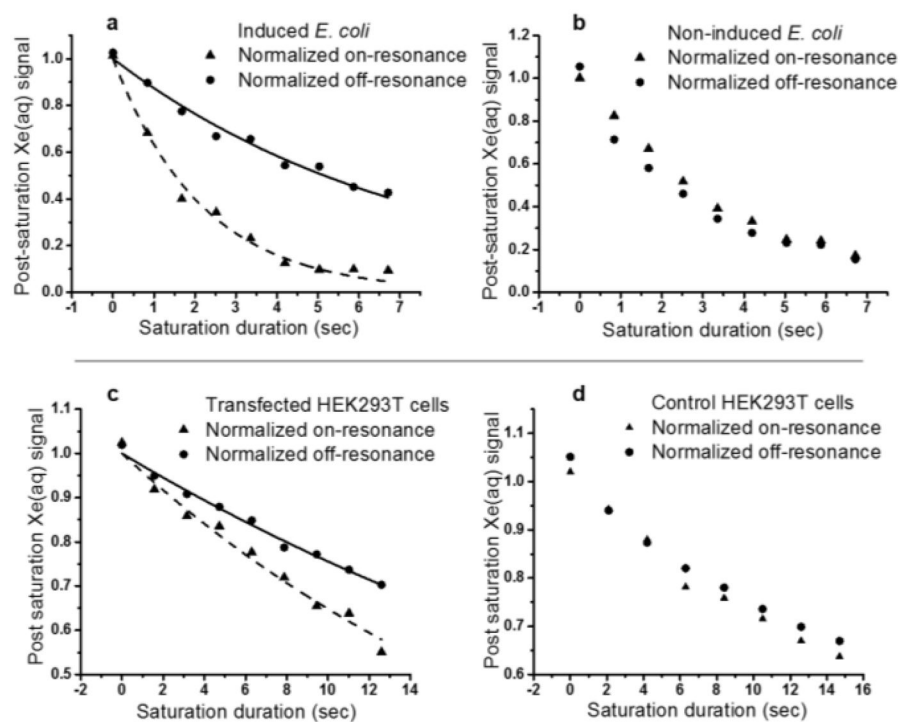 a
Induced E. coli
Normalized on-resonance
Normalized off-resonance
Post-saturation Xe(aq) signal
1.0
0.8
0.6
0.4
0.2
0.0
-1 0 1 2 3 4 5 6 7
Saturation duration (sec)
b
Non-induced E. coli
Normalized on-resonance
Normalized off-resonance
Post-saturation Xe(aq) signal
1.2
1.0
0.8
0.6
0.4
0.2
0.0
-1 0 1 2 3 4 5 6 7
Saturation duration (sec)
c
Transfected HEK293T cells
Normalized on-resonance
Normalized off-resonance
Post saturation Xe(aq) signal
1.1
1.0
0.9
0.8
0.7
0.6
0.5
-2 0 2 4 6 8 10 12 14
Saturation duration (sec)
d
Control HEK293T cells
Normalized on-resonance
Normalized off-resonance
Post saturation Xe(aq) signal
1.1
1.0
0.9
0.8
0.7
0.6
-2 0 2 4 6 8 10 12 14 16
Saturation duration (sec)